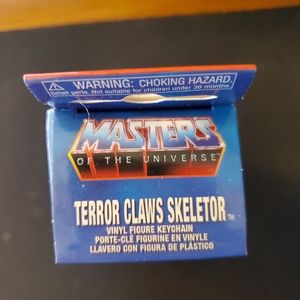 WARNING: CHOKING HAZARD.
Small parts. Not suitable for children under 36 months.
MASTERS
OF THE UNIVERSE
TERROR CLAWS SKELETOR™
VINYL FIGURE KEYCHAIN
PORTE-CLÉ FIGURINE EN VINYLE
LLAVERO CON FIGURA DE PLÁSTICO